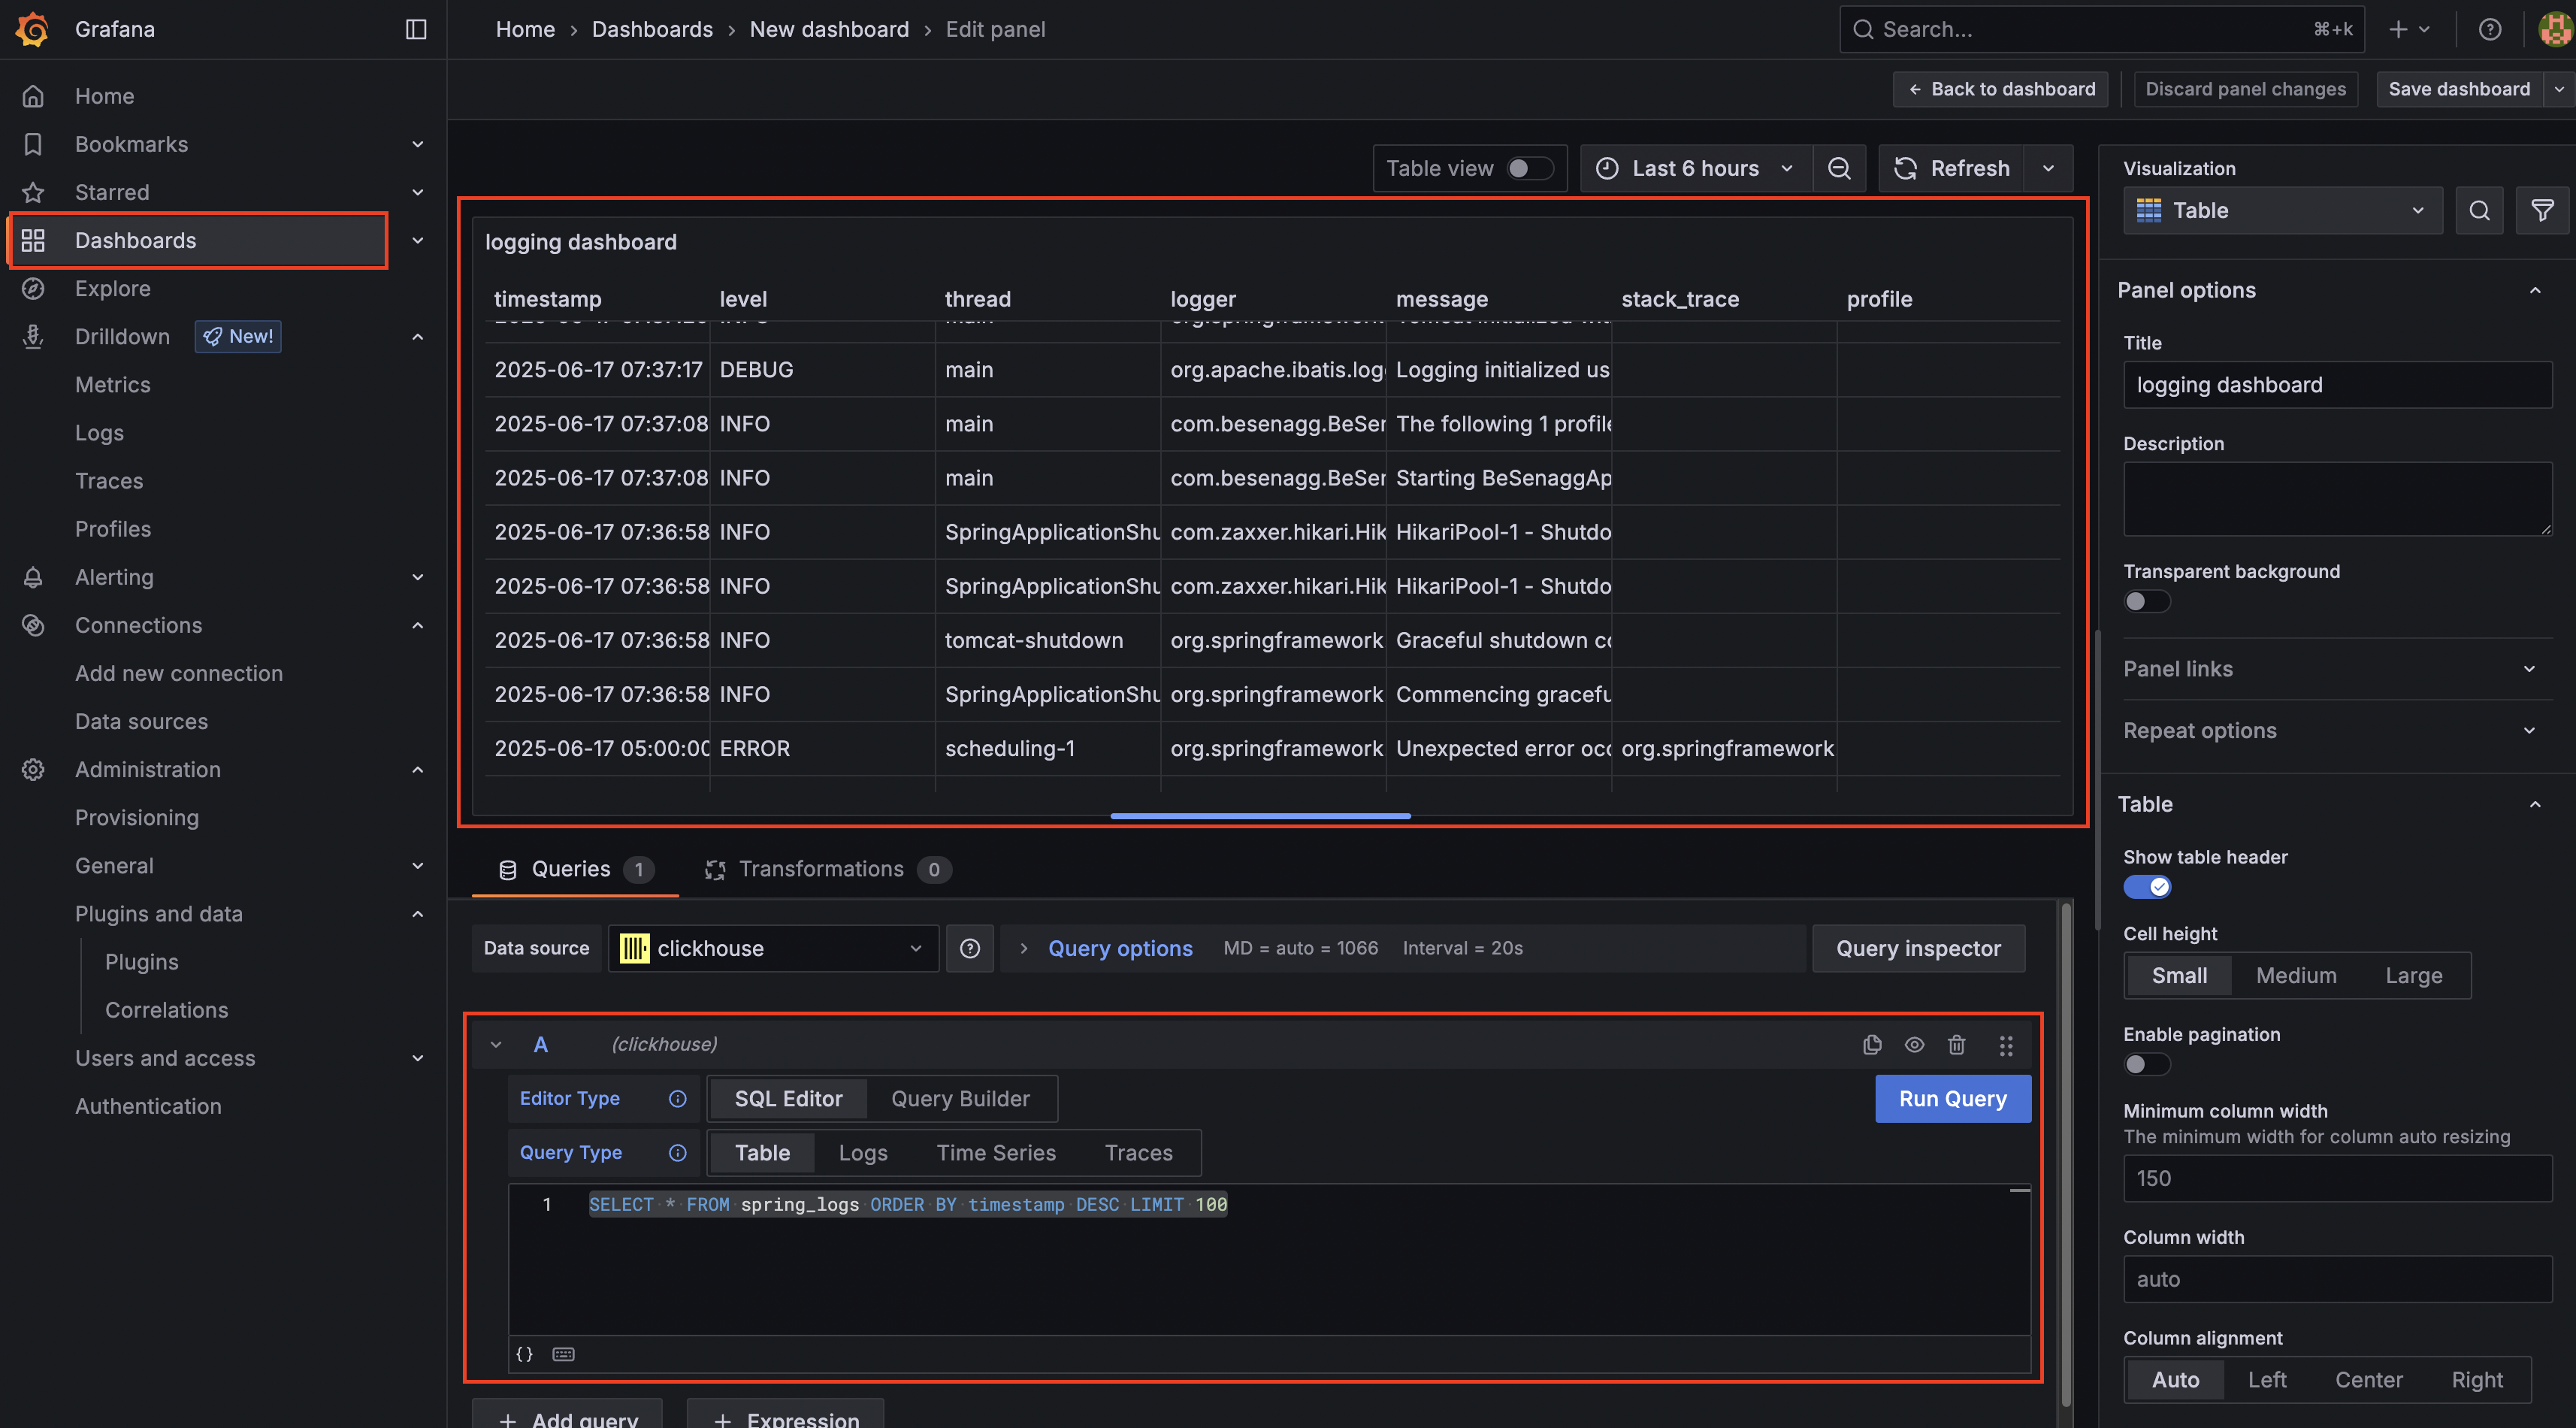 Grafana
Home › Dashboards › New dashboard › Edit panel
Search...
⌘+k
Back to dashboard
Discard panel changes
Save dashboard
Home
Bookmarks
Starred
Dashboards
Explore
Drilldown
New!
Metrics
Logs
Traces
Profiles
Alerting
Connections
Add new connection
Data sources
Administration
Provisioning
General
Plugins and data
Plugins
Correlations
Users and access
Authentication
Table view
Last 6 hours
Refresh
logging dashboard
timestamp level thread logger message stack_trace profile
2025-06-17 07:37:17 DEBUG main org.apache.ibatis.log Logging initialized us
2025-06-17 07:37:08 INFO main com.besenagg.BeSer The following 1 profile
2025-06-17 07:37:08 INFO main com.besenagg.BeSer Starting BeSenaggAp
2025-06-17 07:36:58 INFO SpringApplicationShu com.zaxxer.hikari.Hik HikariPool-1 - Shutdo
2025-06-17 07:36:58 INFO SpringApplicationShu com.zaxxer.hikari.Hik HikariPool-1 - Shutdo
2025-06-17 07:36:58 INFO tomcat-shutdown org.springframework Graceful shutdown co
2025-06-17 07:36:58 INFO SpringApplicationShu org.springframework Commencing gracefu
2025-06-17 05:00:00 ERROR scheduling-1 org.springframework Unexpected error occ org.springframework
Queries 1
Transformations 0
Data source
clickhouse
Query options MD = auto = 1066 Interval = 20s
Query inspector
A (clickhouse)
Editor Type
SQL Editor Query Builder
Run Query
Query Type
Table Logs Time Series Traces
1 SELECT * FROM spring_logs ORDER BY timestamp DESC LIMIT 100
{}
+ Add query
+ Expression
Visualization
Table
Panel options
Title
logging dashboard
Description
Transparent background
Panel links
Repeat options
Table
Show table header
Cell height
Small Medium Large
Enable pagination
Minimum column width
The minimum width for column auto resizing
150
Column width
auto
Column alignment
Auto Left Center Right